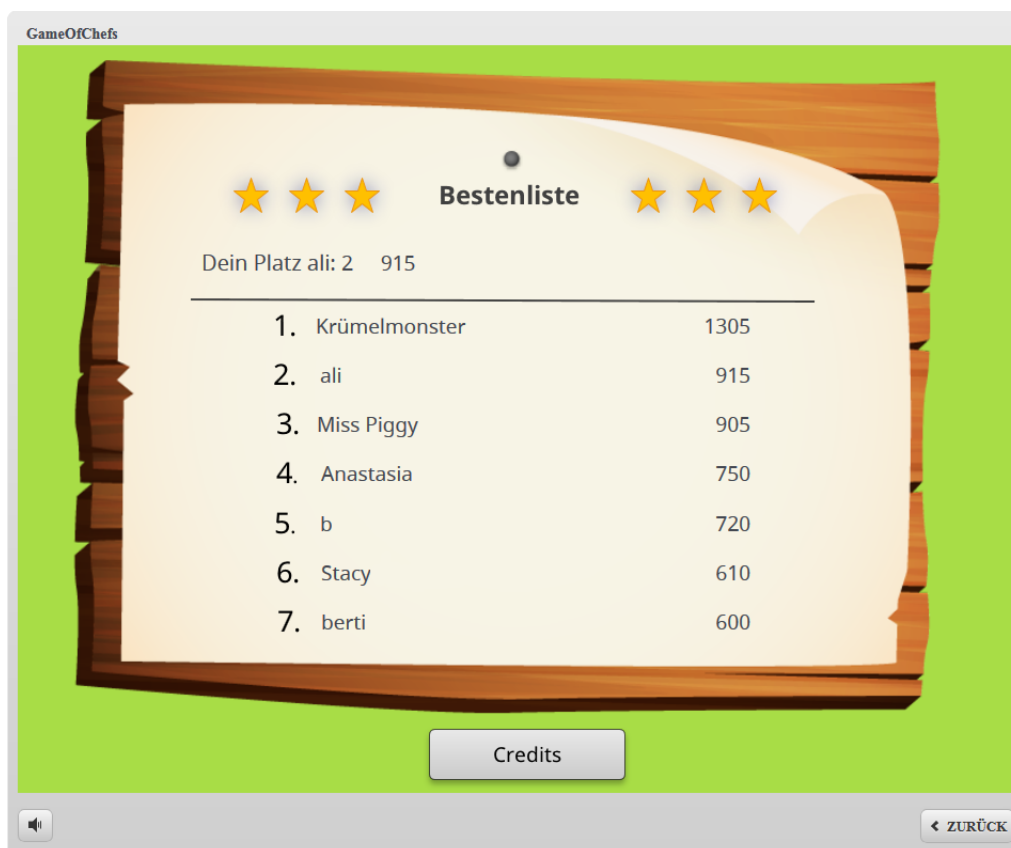 GameOfChefs
Bestenliste
Dein Platz ali: 2 915
1. Krümelmonster 1305
2. ali 915
3. Miss Piggy 905
4. Anastasia 750
5. b 720
6. Stacy 610
7. berti 600
Credits
ZURÜCK